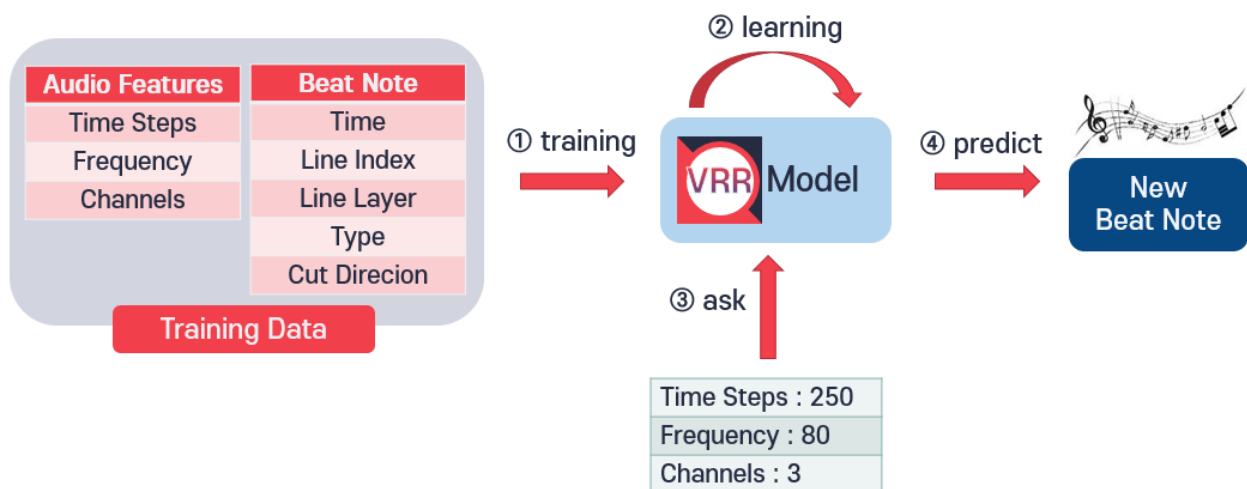 Audio Features
Time Steps
Frequency
Channels
Beat Note
Time
Line Index
Line Layer
Type
Cut Direcion
Training Data
① training
② learning
VRR Model
③ ask
Time Steps : 250
Frequency : 80
Channels : 3
④ predict
New
Beat Note